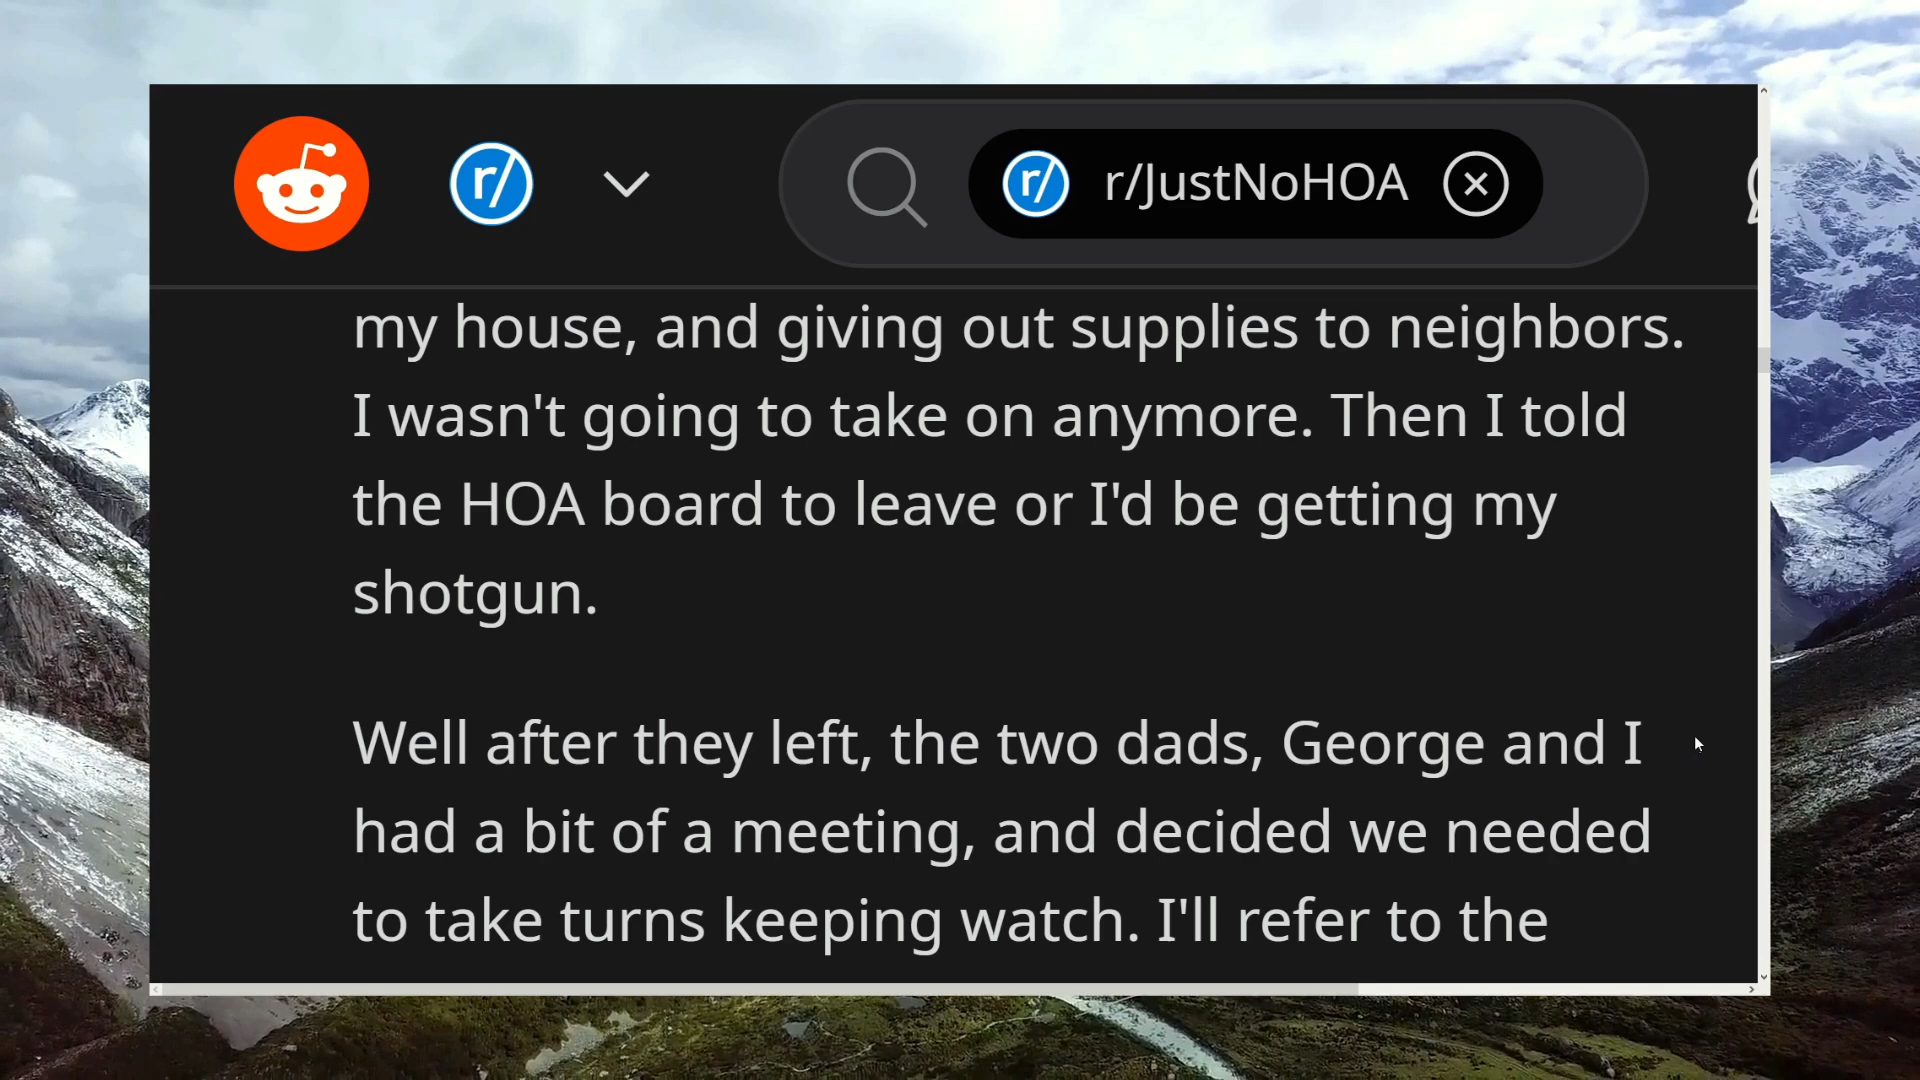 r/
r/ r/JustNoHOA
my house, and giving out supplies to neighbors.
I wasn't going to take on anymore. Then I told
the HOA board to leave or I'd be getting my
shotgun.
Well after they left, the two dads, George and I
had a bit of a meeting, and decided we needed
to take turns keeping watch. I'll refer to the